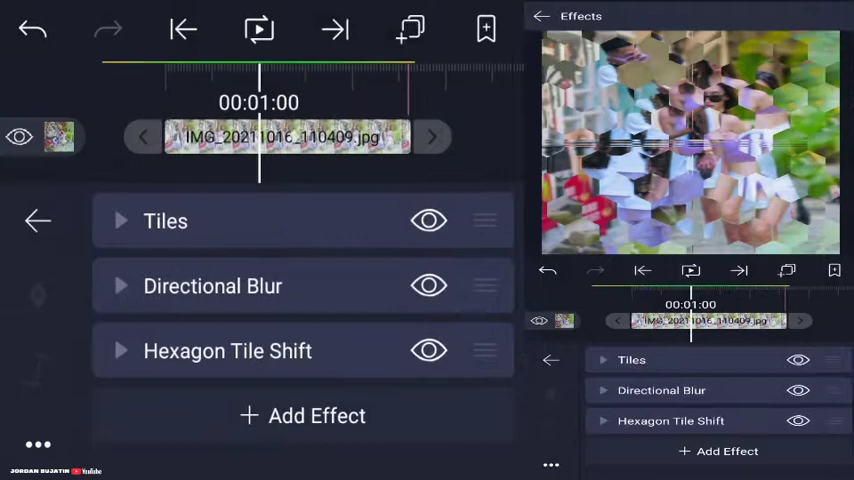 00:01:00
IMG_20211016_110409.jpg
Tiles
Directional Blur
Hexagon Tile Shift
+ Add Effect
JORDAN BUJATIN YouTube
Effects
00:01:00
IMG_20211016_110409.jpg
Tiles
Directional Blur
Hexagon Tile Shift
+ Add Effect